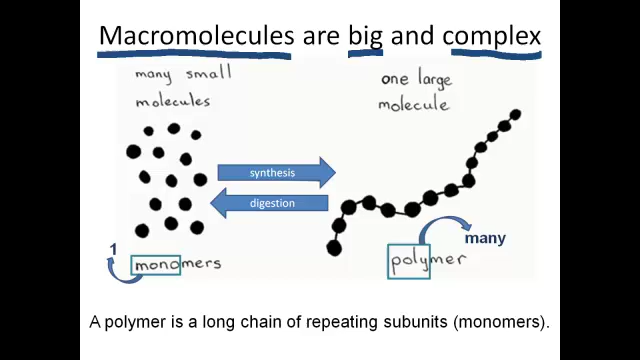 Macromolecules are big and complex
many small
molecules
one large
molecule
synthesis
digestion
many
1
monomers
polymer
A polymer is a long chain of repeating subunits (monomers).